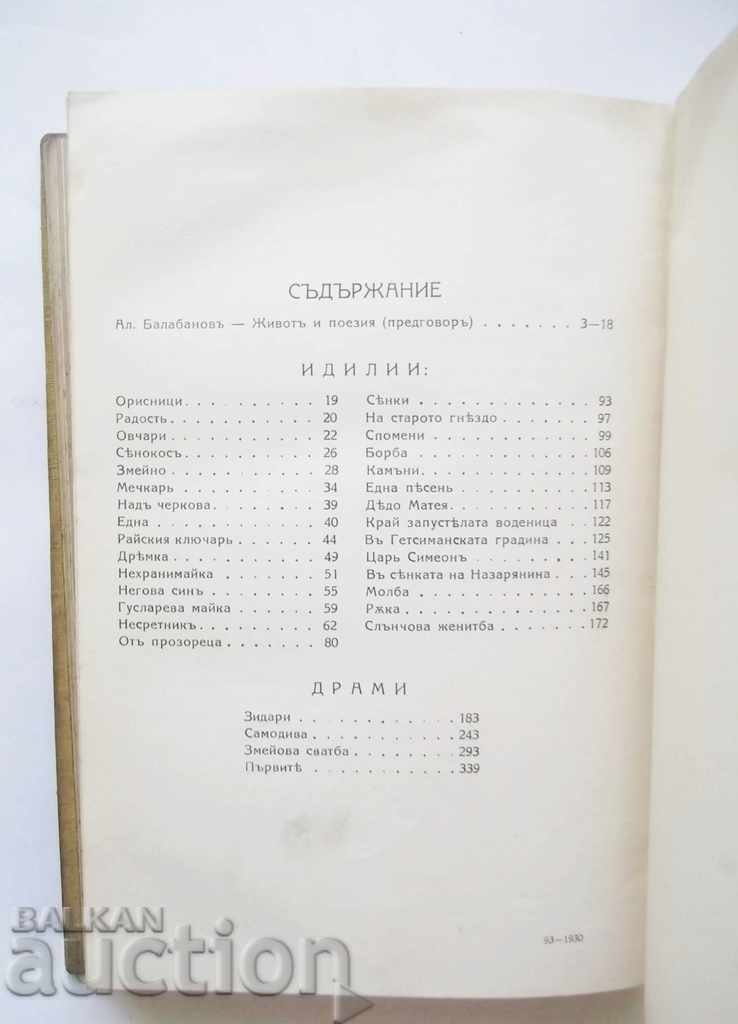 СЪДЪРЖАНИЕ
Ал. Балабановъ — Животъ и поезия (предговоръ) . . . . . . . 3—18
ИДИЛИИ:
Орисници . . . . . . . . . . 19
Радость . . . . . . . . . . 20
Овчари . . . . . . . . . . 22
Сѣнокосъ . . . . . . . . . . 26
Змейно . . . . . . . . . . 28
Мечкарь . . . . . . . . . . 34
Надъ черкова . . . . . . . . 39
Една . . . . . . . . . . 40
Райския ключарь . . . . . . 44
Дрѣмка . . . . . . . . . . 49
Нехранимайка . . . . . . . . 51
Негова синъ . . . . . . . . 55
Гусларева майка . . . . . . 59
Несретникъ . . . . . . . . . 62
Отъ прозореца . . . . . . . 80
Сѣнки . . . . . . . . . . 93
На старото гнѣздо . . . . . . 97
Спомени . . . . . . . . . . 99
Борба . . . . . . . . . . 106
Камъни . . . . . . . . . . 109
Една пѣсень . . . . . . . . 113
Дѣдо Матея . . . . . . . . . 117
Край запустѣлата воденица . . 122
Въ Гетсиманската градина . . 125
Царь Симеонъ . . . . . . . . 141
Въ сѣнката на Назарянина . . 145
Молба . . . . . . . . . . 166
Рѫка . . . . . . . . . . 167
Слънчова женитба . . . . . . 172
ДРАМИ
Зидари . . . . . . . . . . 183
Самодива . . . . . . . . . . 243
Змейова сватба . . . . . . . 293
Първитѣ . . . . . . . . . . 339
93—1930
BALKAN
auction